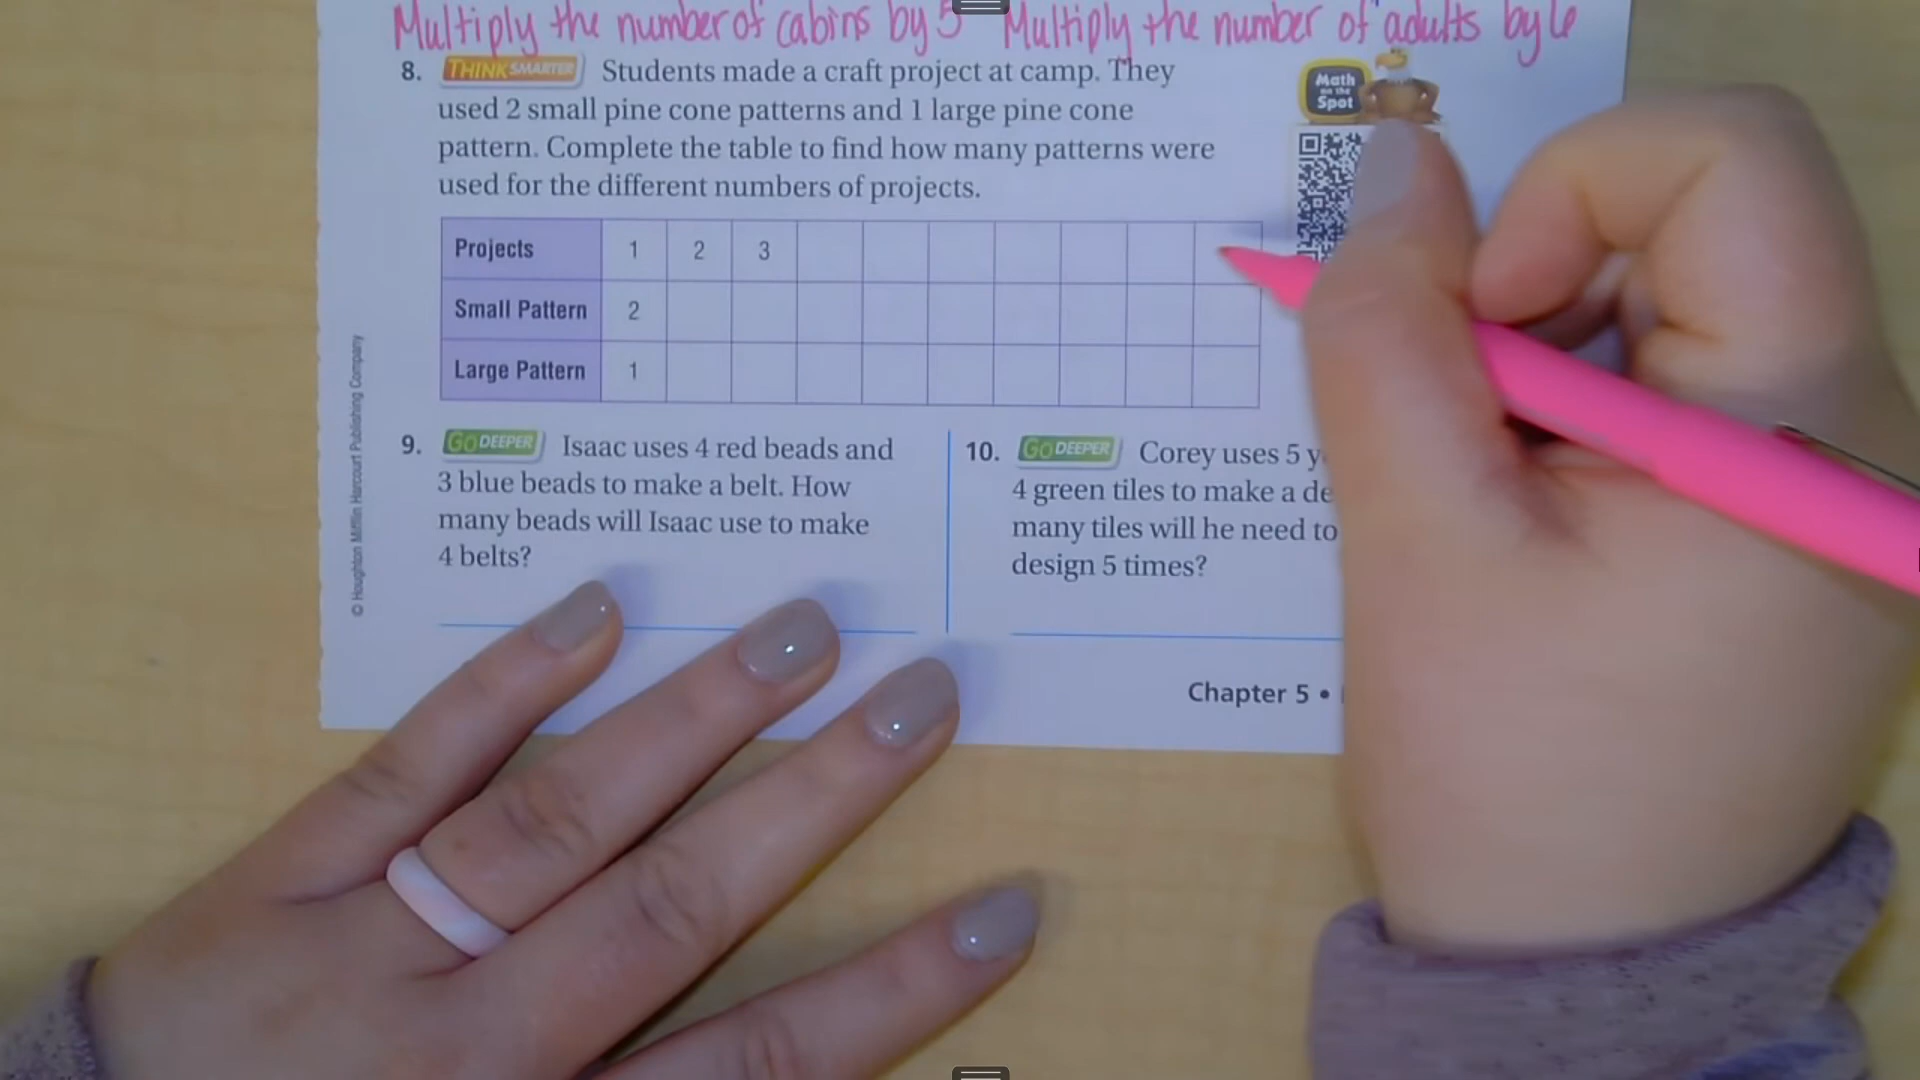 Multiply the number of cabins by 5 Multiply the number of adults by 6
8. THINK SMARTER Students made a craft project at camp. They
used 2 small pine cone patterns and 1 large pine cone
pattern. Complete the table to find how many patterns were
used for the different numbers of projects.
Math
on the
Spot
Projects 1 2 3
Small Pattern 2
Large Pattern 1
9. GO DEEPER Isaac uses 4 red beads and
3 blue beads to make a belt. How
many beads will Isaac use to make
4 belts?
10. GO DEEPER Corey uses 5 y
4 green tiles to make a de
many tiles will he need to
design 5 times?
Chapter 5 •
© Houghton Mifflin Harcourt Publishing Company